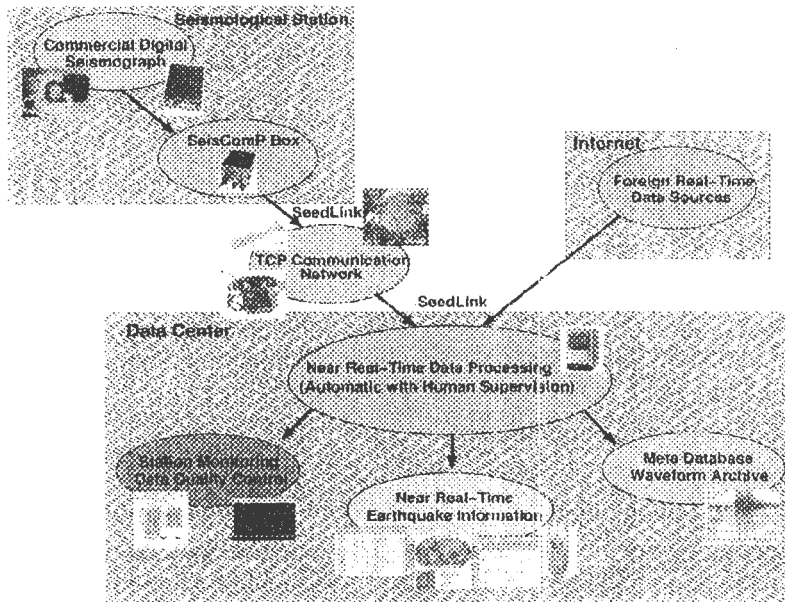 Seismological Station
Commercial Digital
Seismograph
SeisComP Box
Internet
Foreign Real-Time
Data Sources
SeedLink
TCP Communication
Network
SeedLink
Data Center
Near Real-Time Data Processing
(Automatic with Human Supervision)
Station Monitoring
Data Quality Control
Meta Database
Waveform Archive
Near Real-Time
Earthquake Information